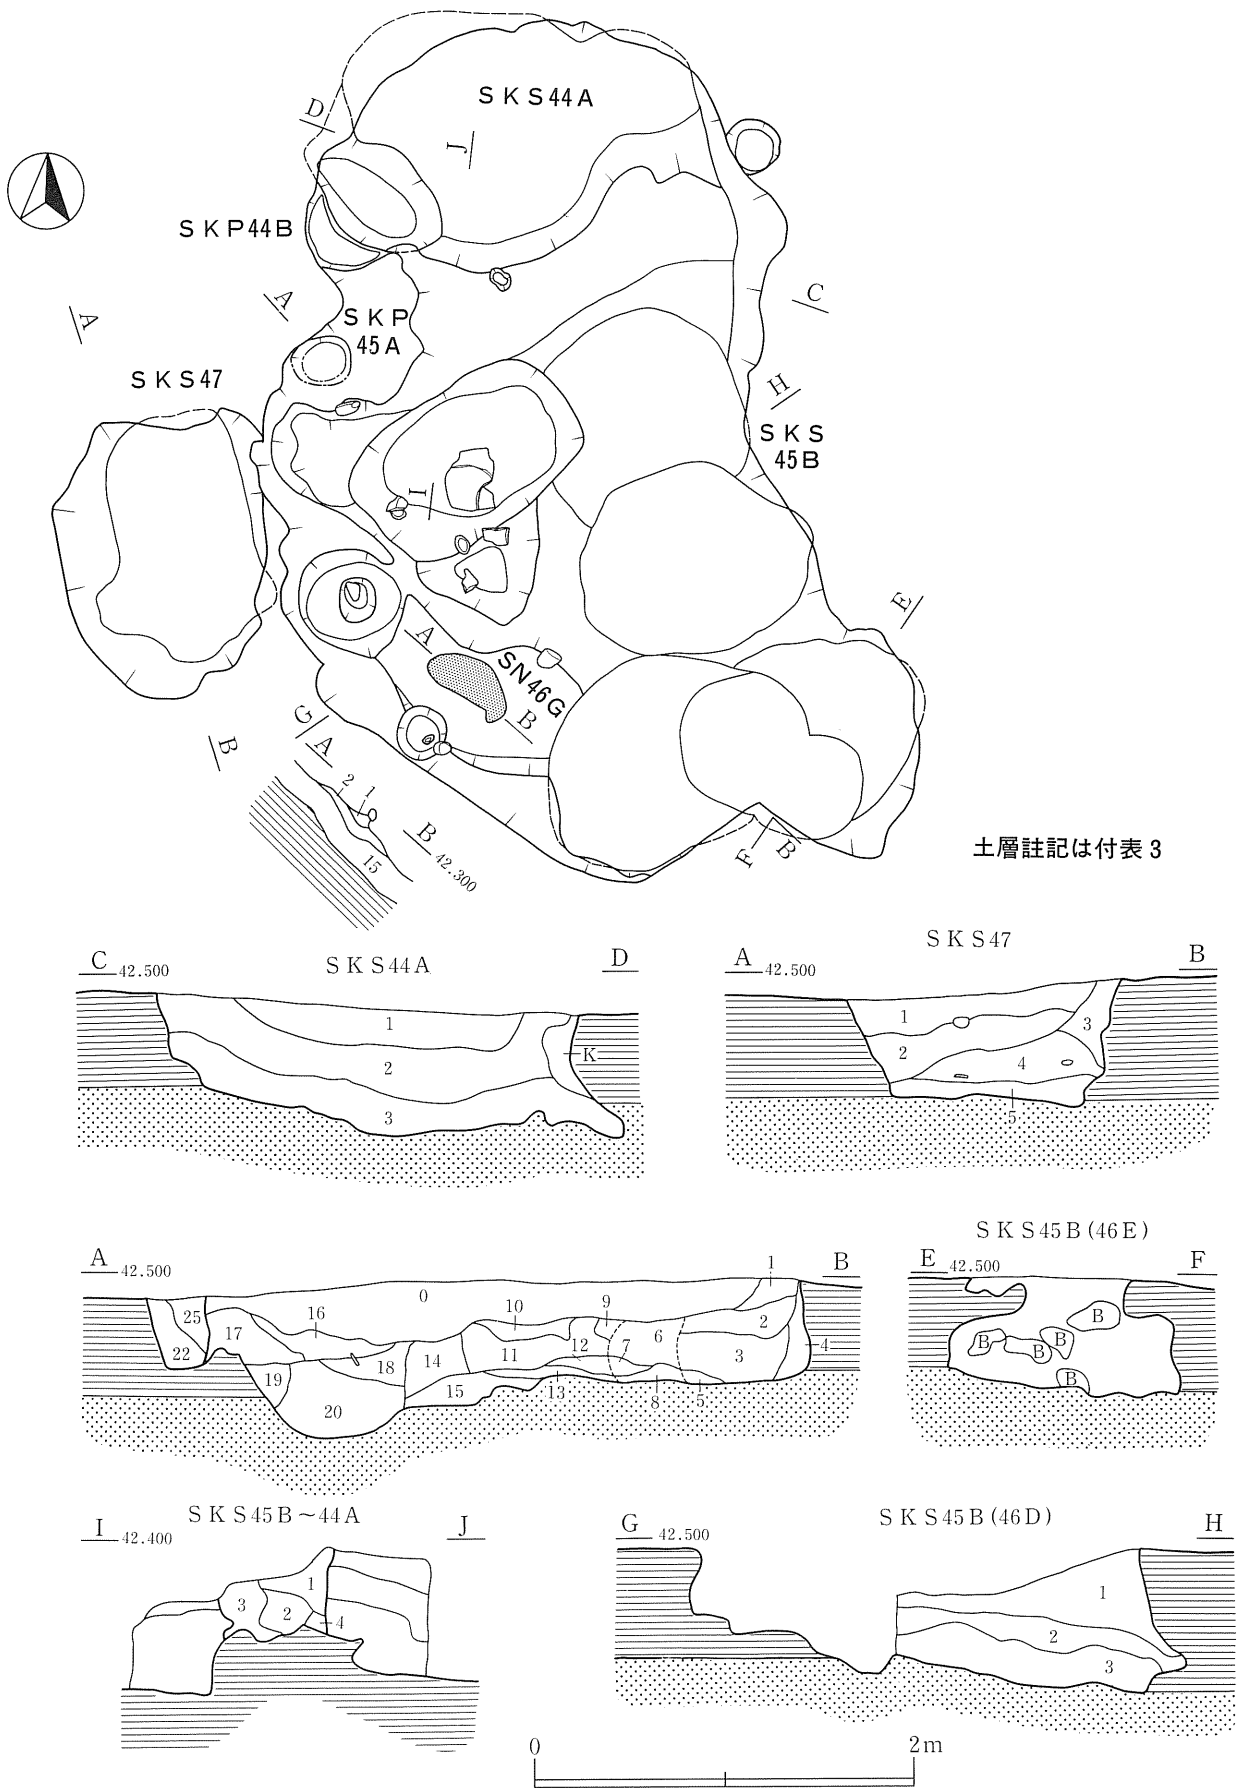 SKS44A
D
J
SKP44B
A
A
C
SKP
45A
SKS47
H
SKS
45B
I
E
A
SN46G
B
G
A
B
2
1
B
42.300
15
F
B
土層註記は付表3
C 42.500
SKS44A
D
1
2
K
3
SKS47
A 42.500
B
1
3
2
4
5
A 42.500
B
1
0
25
16
10
9
2
17
6
22
11
12
7
3
4
18
14
19
15
13
8
5
20
SKS45B(46E)
E 42.500
F
B
B
B
B
B
SKS45B~44A
I 42.400
J
1
3
2
4
SKS45B(46D)
G 42.500
H
1
2
3
0
2m